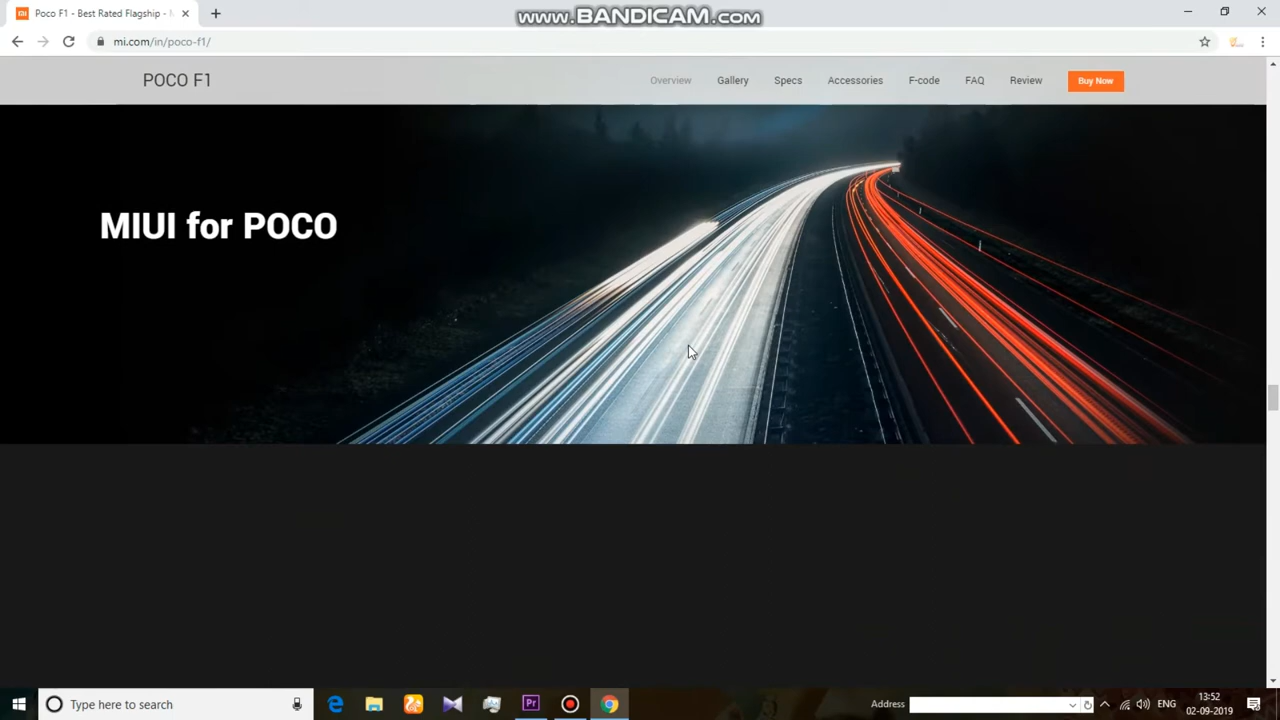 Poco F1 - Best Rated Flagship -
www.BANDICAM.com
mi.com/in/poco-f1/
POCO F1
Overview
Gallery
Specs
Accessories
F-code
FAQ
Review
Buy Now
MIUI for POCO
Type here to search
Pr
Address
ENG
13:52
02-09-2019